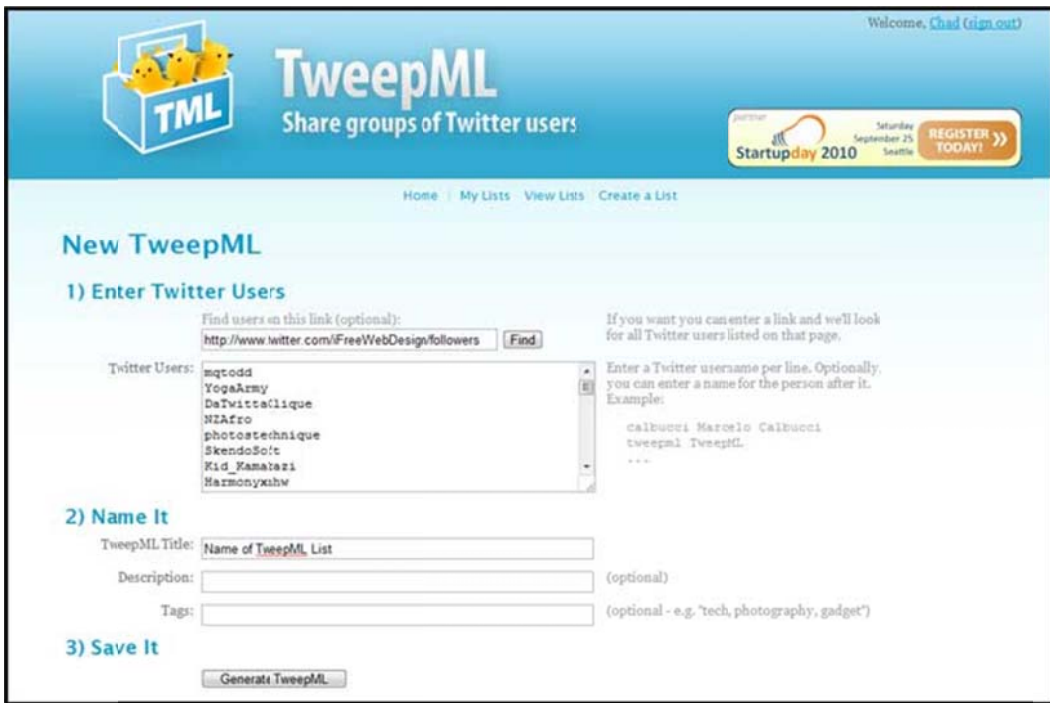 Welcome, Chad (sign out)
TML
TweepML
Share groups of Twitter users
partner
Startupday 2010
Saturday
September 25
Seattle
REGISTER
TODAY!
Home | My Lists View Lists Create a List
New TweepML
1) Enter Twitter Users
Find users on this link (optional):
http://www.twitter.com/iFreeWebDesign/followers Find
If you want you can enter a link and we'll look
for all Twitter users listed on that page.
Twitter Users:
mqtodd
YogaArmy
DaTwittaClique
NZAfro
photostechnique
SkendoSoft
Kid_Kamakazi
Harmonyxhw
Enter a Twitter username per line. Optionally,
you can enter a name for the person after it.
Example:
calbucci Marcelo Calbucci
tweepml TweepML
...
2) Name It
TweepML Title: Name of TweepML List
Description: (optional)
Tags: (optional - e.g. "tech, photography, gadget")
3) Save It
Generate TweepML